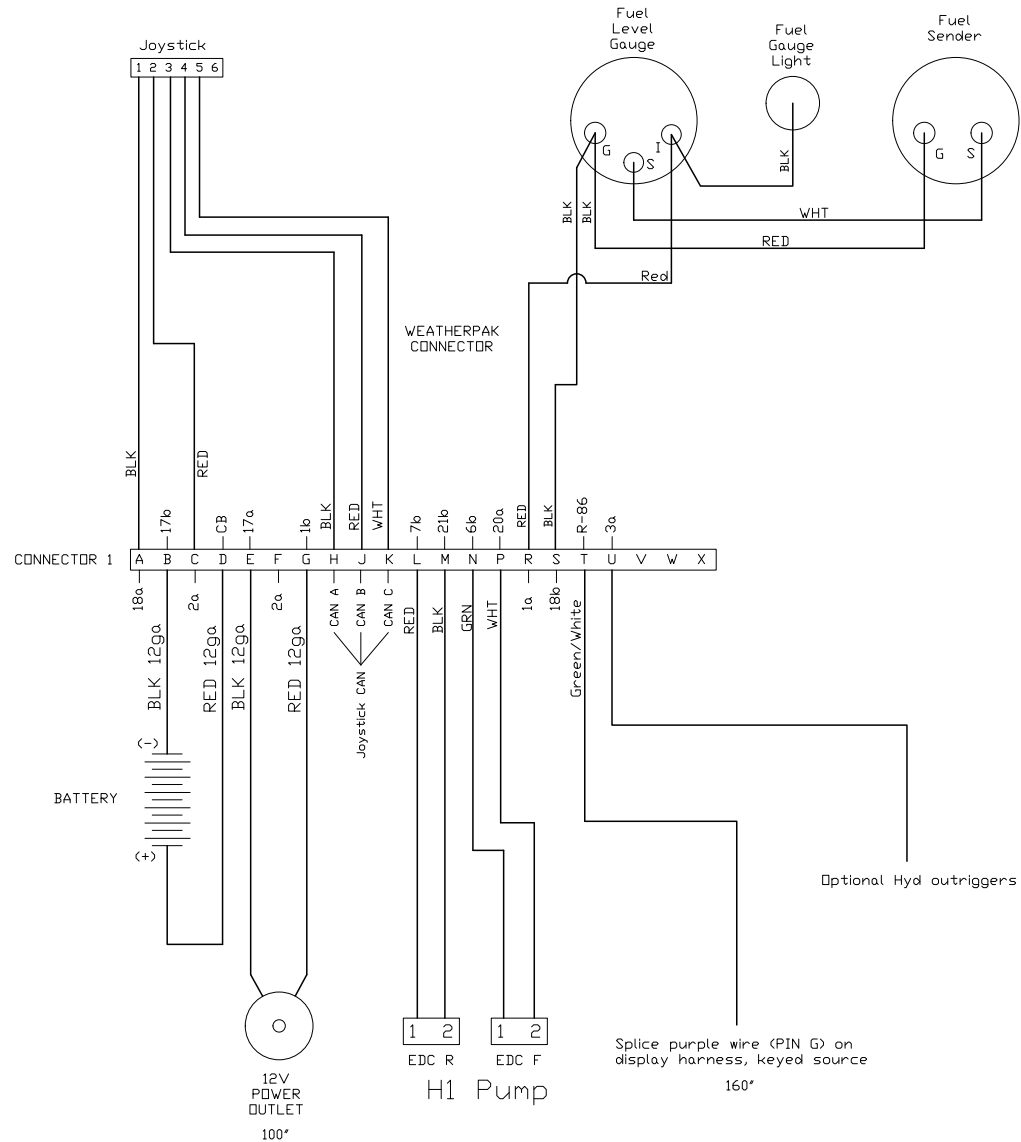 Joystick
1 2 3 4 5 6
Fuel
Level
Gauge
G
S
I
Fuel
Gauge
Light
BLK
Fuel
Sender
G S
BLK
BLK
WHT
RED
Red
WEATHERPAK
CONNECTOR
BLK
17b
RED
CB
17a
1b
BLK
RED
WHT
7b
21b
6b
20a
RED
BLK
R-86
3a
CONNECTOR 1
A B C D E F G H J K L M N P R S T U V W X
18a
2a
2a
CAN A
CAN B
CAN C
Joystick CAN
RED
BLK
GRN
WHT
1a
18b
Green/White
BLK 12ga
RED 12ga
BLK 12ga
RED 12ga
(-)
BATTERY
(+)
Optional Hyd outriggers
12V
POWER
OUTLET
100"
1 2
EDC R
1 2
EDC F
H1 Pump
Splice purple wire (PIN G) on
display harness, keyed source
160"